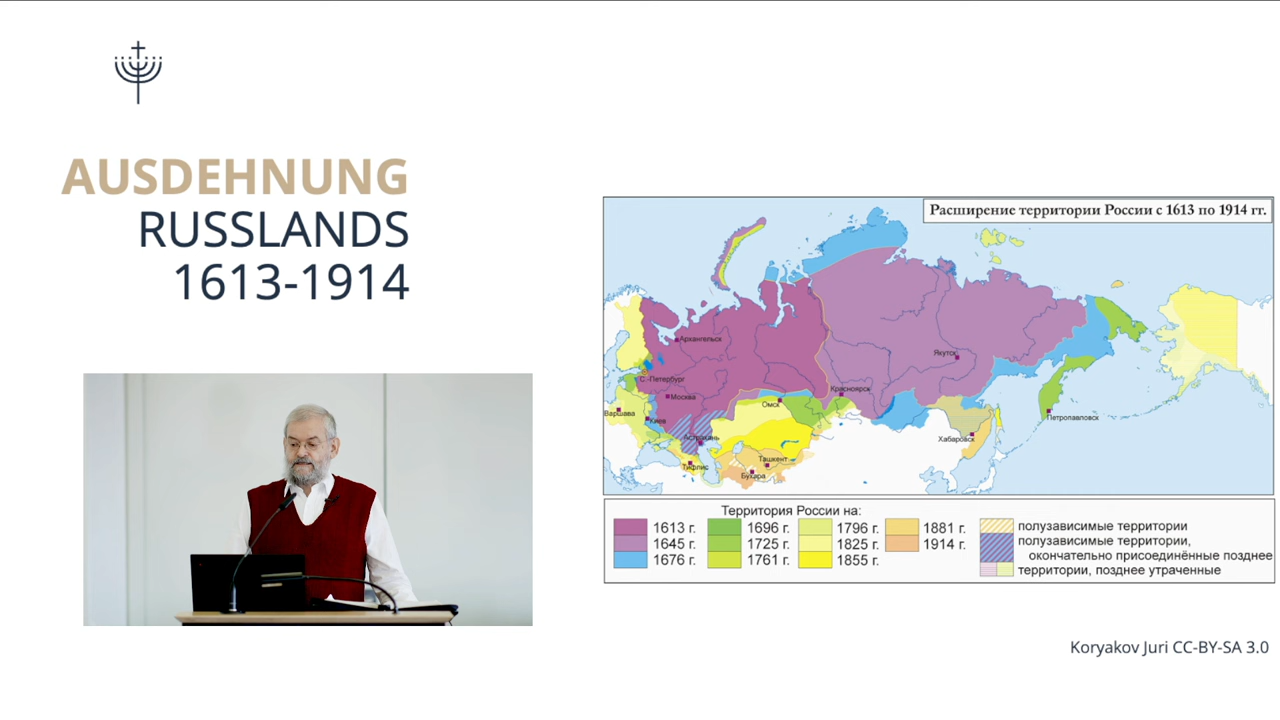 AUSDEHNUNG
RUSSLANDS
1613-1914
Расширение территории России с 1613 по 1914 гг.
Архангельск
С.-Петербург
Москва
Варшава
Киев
Астрахань
Тифлис
Омск
Красноярск
Якутск
Ташкент
Бухара
Хабаровск
Петропавловск
Территория России на:
1613 г.
1645 г.
1676 г.
1696 г.
1725 г.
1761 г.
1796 г.
1825 г.
1855 г.
1881 г.
1914 г.
полузависимые территории
полузависимые территории,
окончательно присоединённые позднее
территории, позднее утраченные
Koryakov Juri CC-BY-SA 3.0